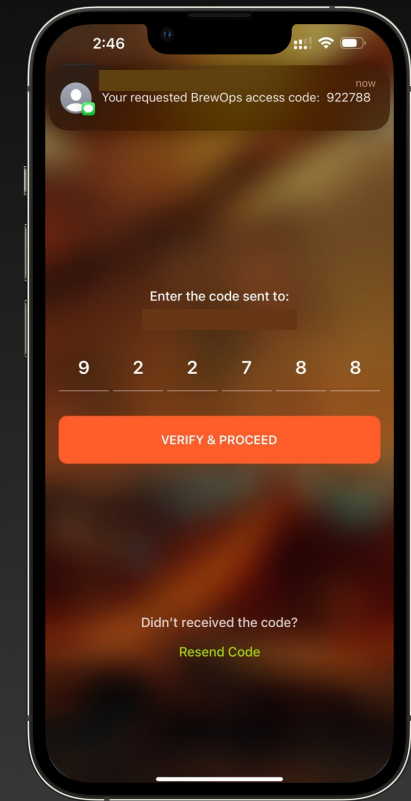 2:46
now
Your requested BrewOps access code: 922788
Enter the code sent to:
9 2 2 7 8 8
VERIFY & PROCEED
Didn't received the code?
Resend Code